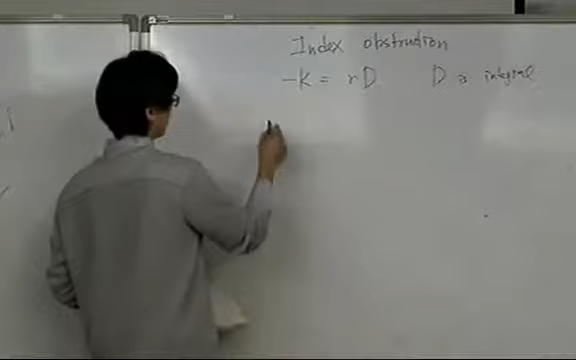 Index obstruction
-K = rD D is integral